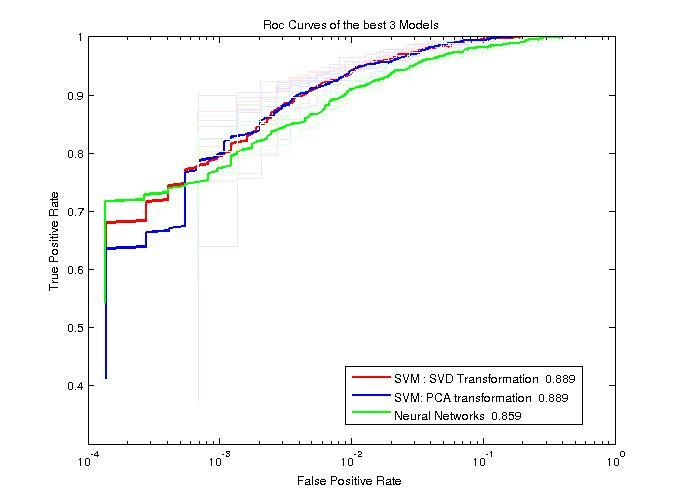 Roc Curves of the best 3 Models
True Positive Rate
1
0.9
0.8
0.7
0.6
0.5
0.4
SVM : SVD Transformation 0.889
SVM: PCA transformation 0.889
Neural Networks 0.859
10^-4 10^-3 10^-2 10^-1 10^0
False Positive Rate